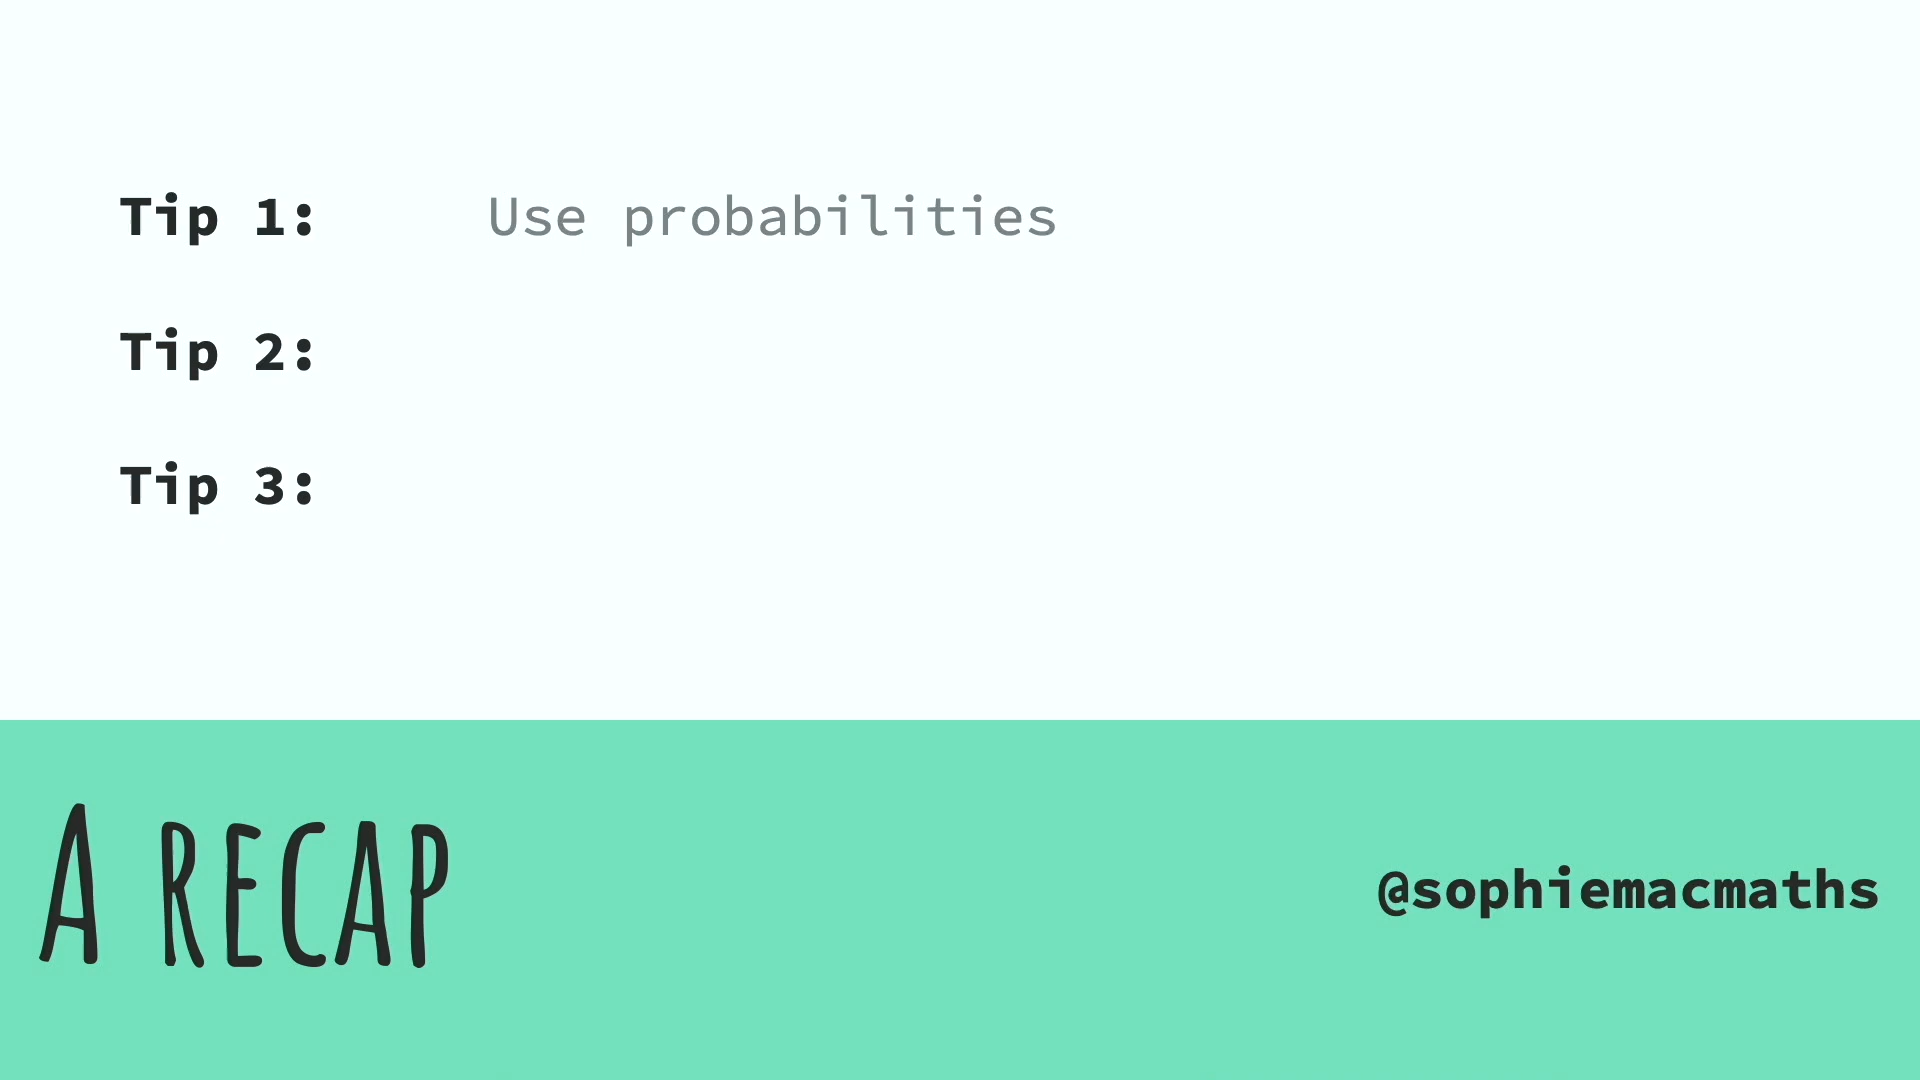 Tip 1: Use probabilities
Tip 2:
Tip 3:
A RECAP
@sophiemacmaths